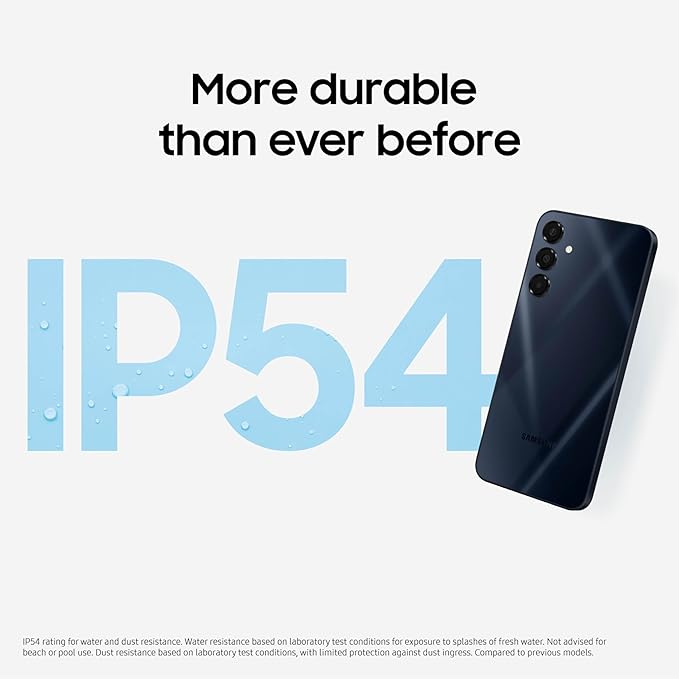 More durable
than ever before
IP54
SAMSUNG
IP54 rating for water and dust resistance. Water resistance based on laboratory test conditions for exposure to splashes of fresh water. Not advised for
beach or pool use. Dust resistance based on laboratory test conditions, with limited protection against dust ingress. Compared to previous models.